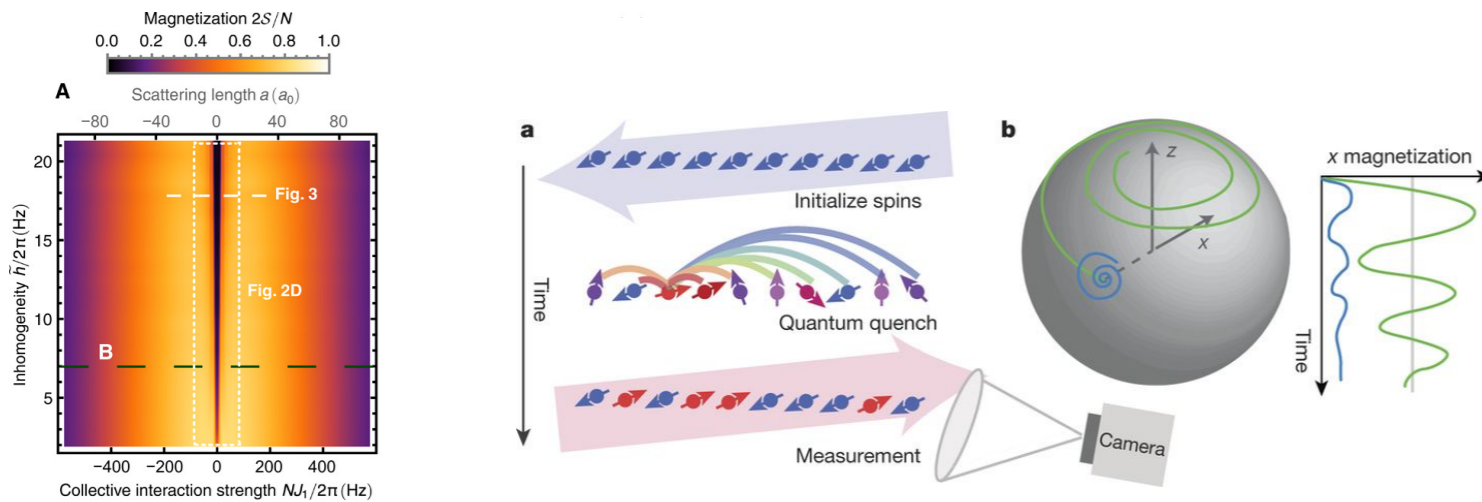 Magnetization 2𝒮/N
0.0 0.2 0.4 0.6 0.8 1.0
A
Scattering length a (a₀)
−80 −40 0 40 80
Inhomogeneity h̃/2π (Hz)
20
15
10
5
Fig. 3
Fig. 2D
B
−400 −200 0 200 400
Collective interaction strength NJ₁/2π (Hz)
a
Time
Initialize spins
Quantum quench
Measurement
Camera
b
z
x
x magnetization
Time